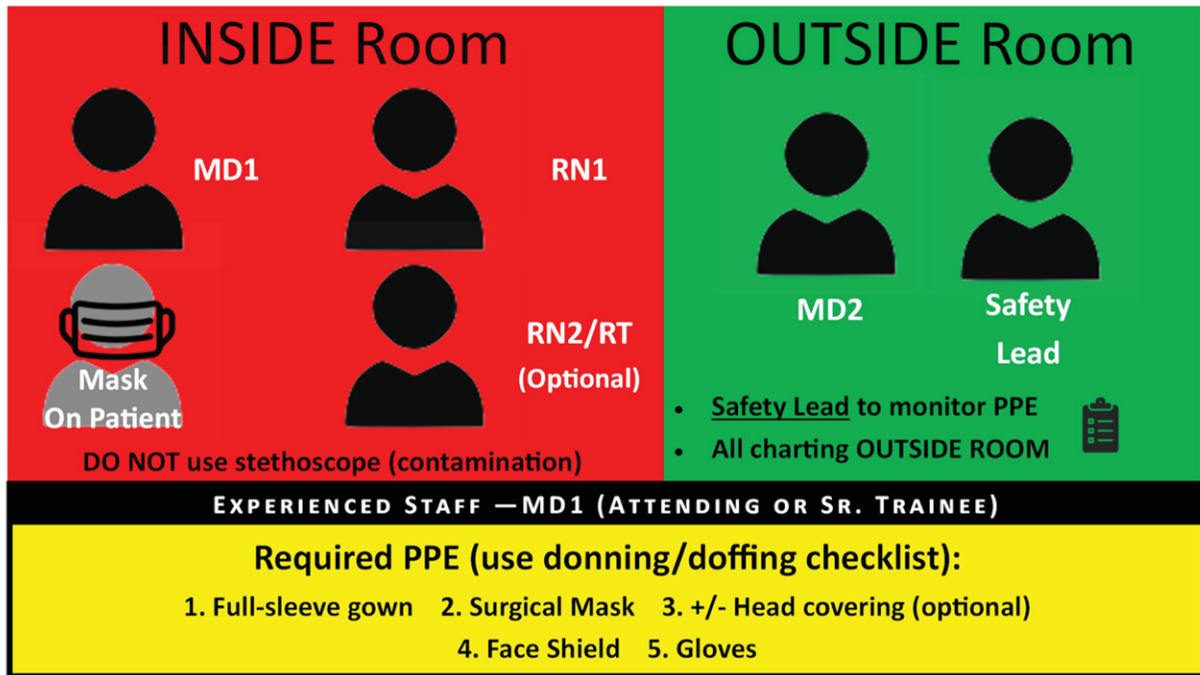 INSIDE Room
MD1
RN1
Mask
On Patient
RN2/RT
(Optional)
DO NOT use stethoscope (contamination)
OUTSIDE Room
MD2
Safety
Lead
• Safety Lead to monitor PPE
• All charting OUTSIDE ROOM
EXPERIENCED STAFF —MD1 (ATTENDING OR SR. TRAINEE)
Required PPE (use donning/doffing checklist):
1. Full-sleeve gown 2. Surgical Mask 3. +/- Head covering (optional)
4. Face Shield 5. Gloves